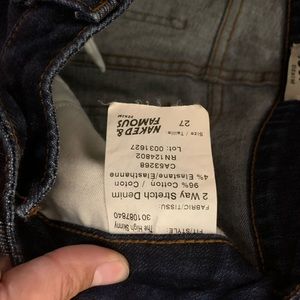 NAKED &
FAMOUS
DENIM
27
Size / Taille
Lot: 0031627
RN124802
CA53268
4% Elastane/Elasthanne
96% Cotton / Coton
2 Way Stretch Denim
FABRIC/TISSU:
301087640
The High Skinny
FIT/STYLE: